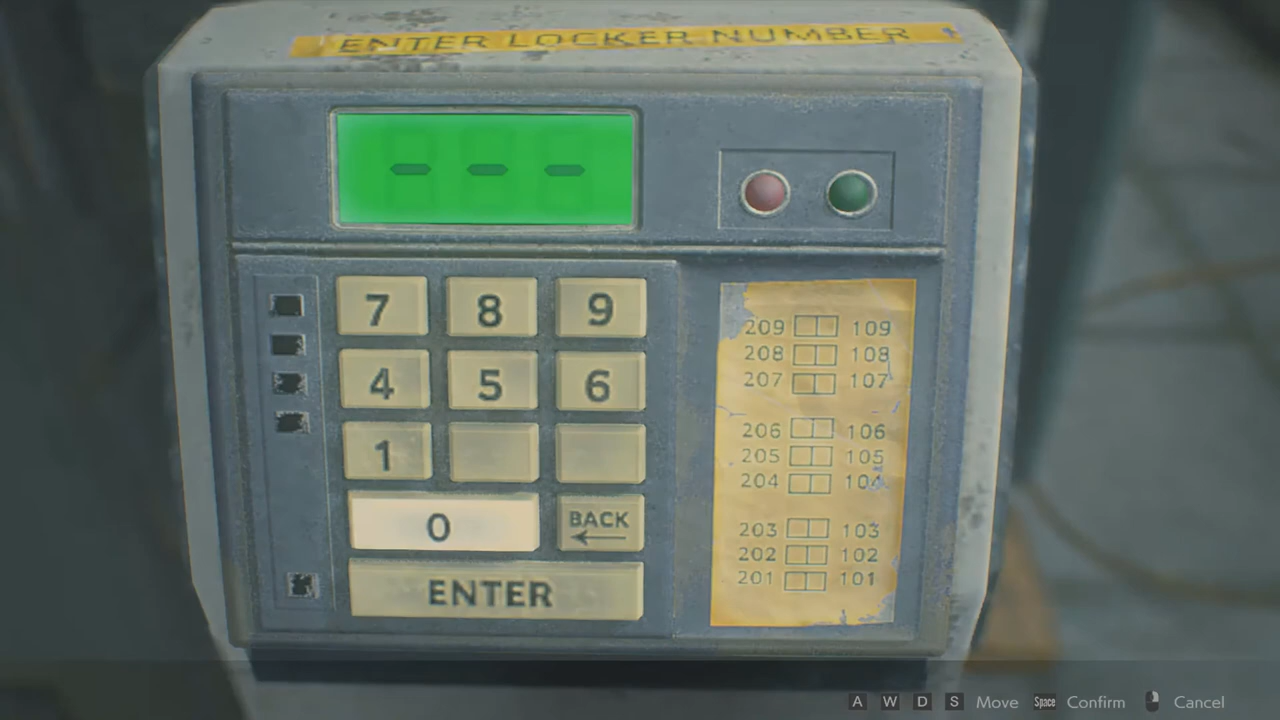 ENTER LOCKER NUMBER
- - -
7 8 9
4 5 6
1
0 BACK
ENTER
209 109
208 108
207 107
206 106
205 105
204 104
203 103
202 102
201 101
A W D S Move Space Confirm Cancel